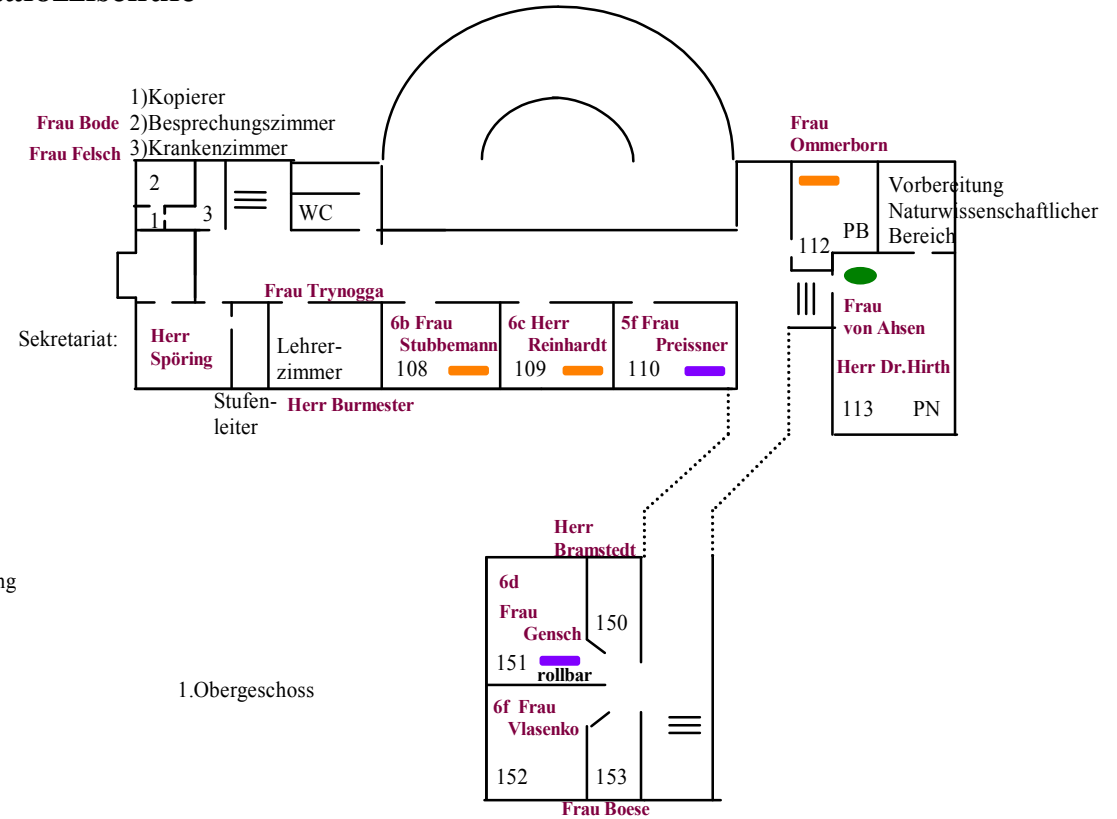 1)Kopierer
Frau Bode 2)Besprechungszimmer
Frau Felsch 3)Krankenzimmer
Frau
Ommerborn
2
1
3
WC
Vorbereitung
Naturwissenschaftlicher
Bereich
PB
112
Frau Trynogga
Sekretariat:
Herr
Spöring
Lehrer-
zimmer
6b Frau
Stubbemann
108
6c Herr
Reinhardt
109
5f Frau
Preissner
110
Frau
von Ahsen
Herr Dr.Hirth
113 PN
Stufen-
leiter
Herr Burmester
Herr
Bramstedt
6d
Frau
Gensch
150
151
rollbar
ng
1.Obergeschoss
6f Frau
Vlasenko
152
153
Frau Boese